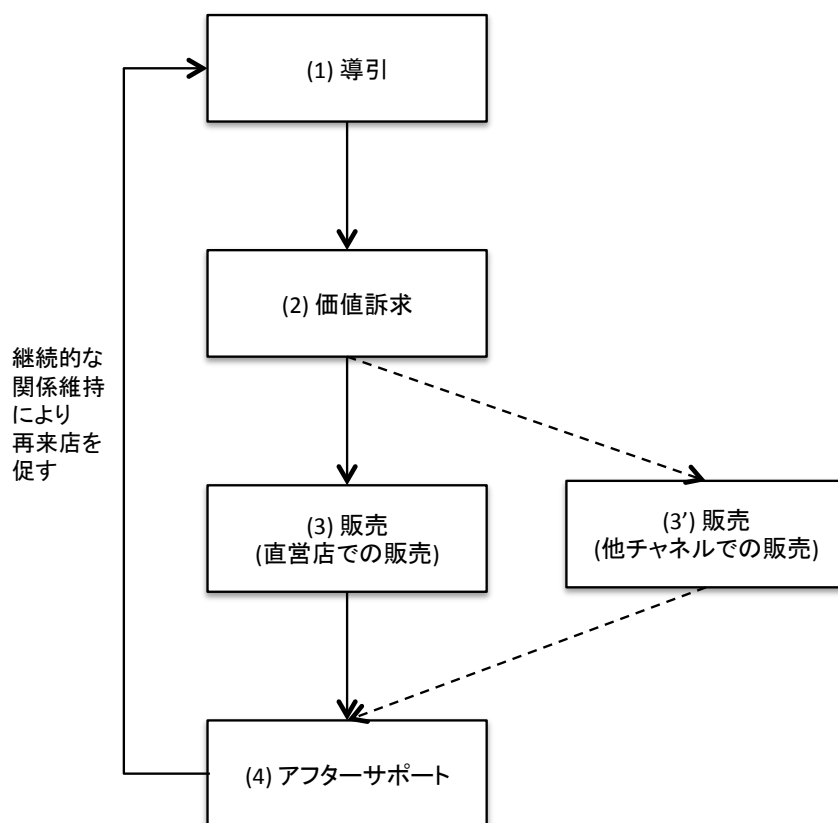 (1) 導引
(2) 価値訴求
継続的な
関係維持
により
再来店を
促す
(3) 販売
(直営店での販売)
(3') 販売
(他チャネルでの販売)
(4) アフターサポート